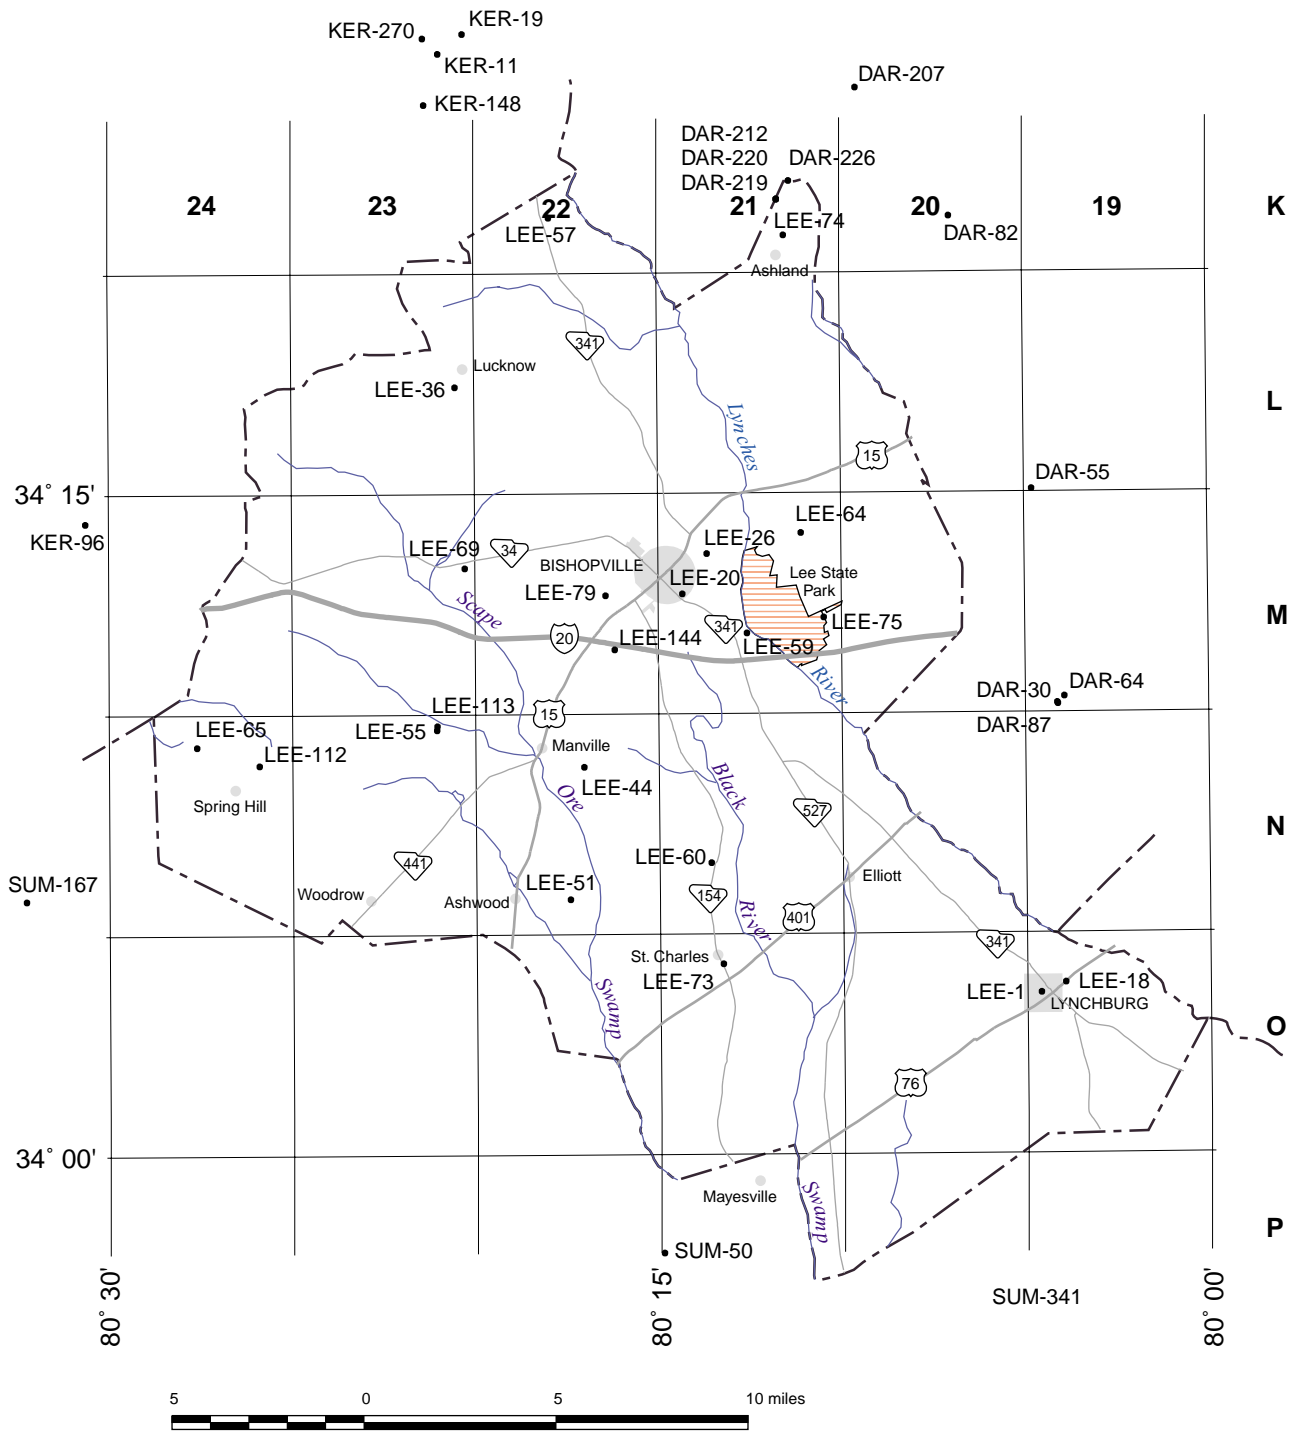 KER-19
KER-270
KER-11
DAR-207
KER-148
DAR-212
DAR-220
DAR-226
DAR-219
24
23
22
21
20
19
K
LEE-57
LEE-74
DAR-82
Ashland
341
Lucknow
LEE-36
L
Lynches
15
34° 15'
DAR-55
KER-96
LEE-64
LEE-26
LEE-69
34
BISHOPVILLE
Lee State
Park
LEE-20
LEE-79
Scape
M
20
LEE-144
341
LEE-75
LEE-59
River
DAR-64
DAR-30
DAR-87
LEE-113
15
LEE-65
LEE-55
LEE-112
Manville
Black
LEE-44
Ore
Spring Hill
527
N
441
LEE-60
Elliott
SUM-167
LEE-51
Woodrow
Ashwood
154
River
401
341
St. Charles
LEE-73
LEE-18
LEE-1
LYNCHBURG
Swamp
O
76
34° 00'
Mayesville
Swamp
P
SUM-50
SUM-341
80° 30'
80° 15'
80° 00'
5
0
5
10 miles